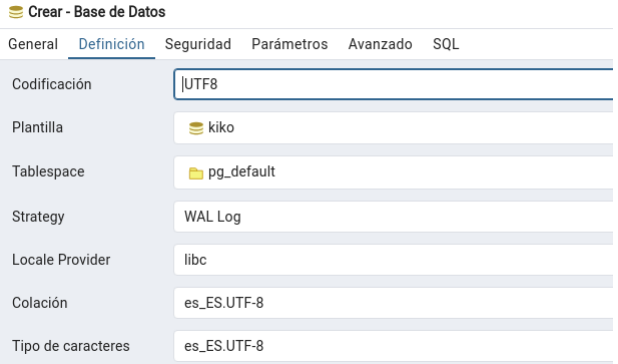 Crear - Base de Datos
General Definición Seguridad Parámetros Avanzado SQL
Codificación UTF8
Plantilla kiko
Tablespace pg_default
Strategy WAL Log
Locale Provider libc
Colación es_ES.UTF-8
Tipo de caracteres es_ES.UTF-8